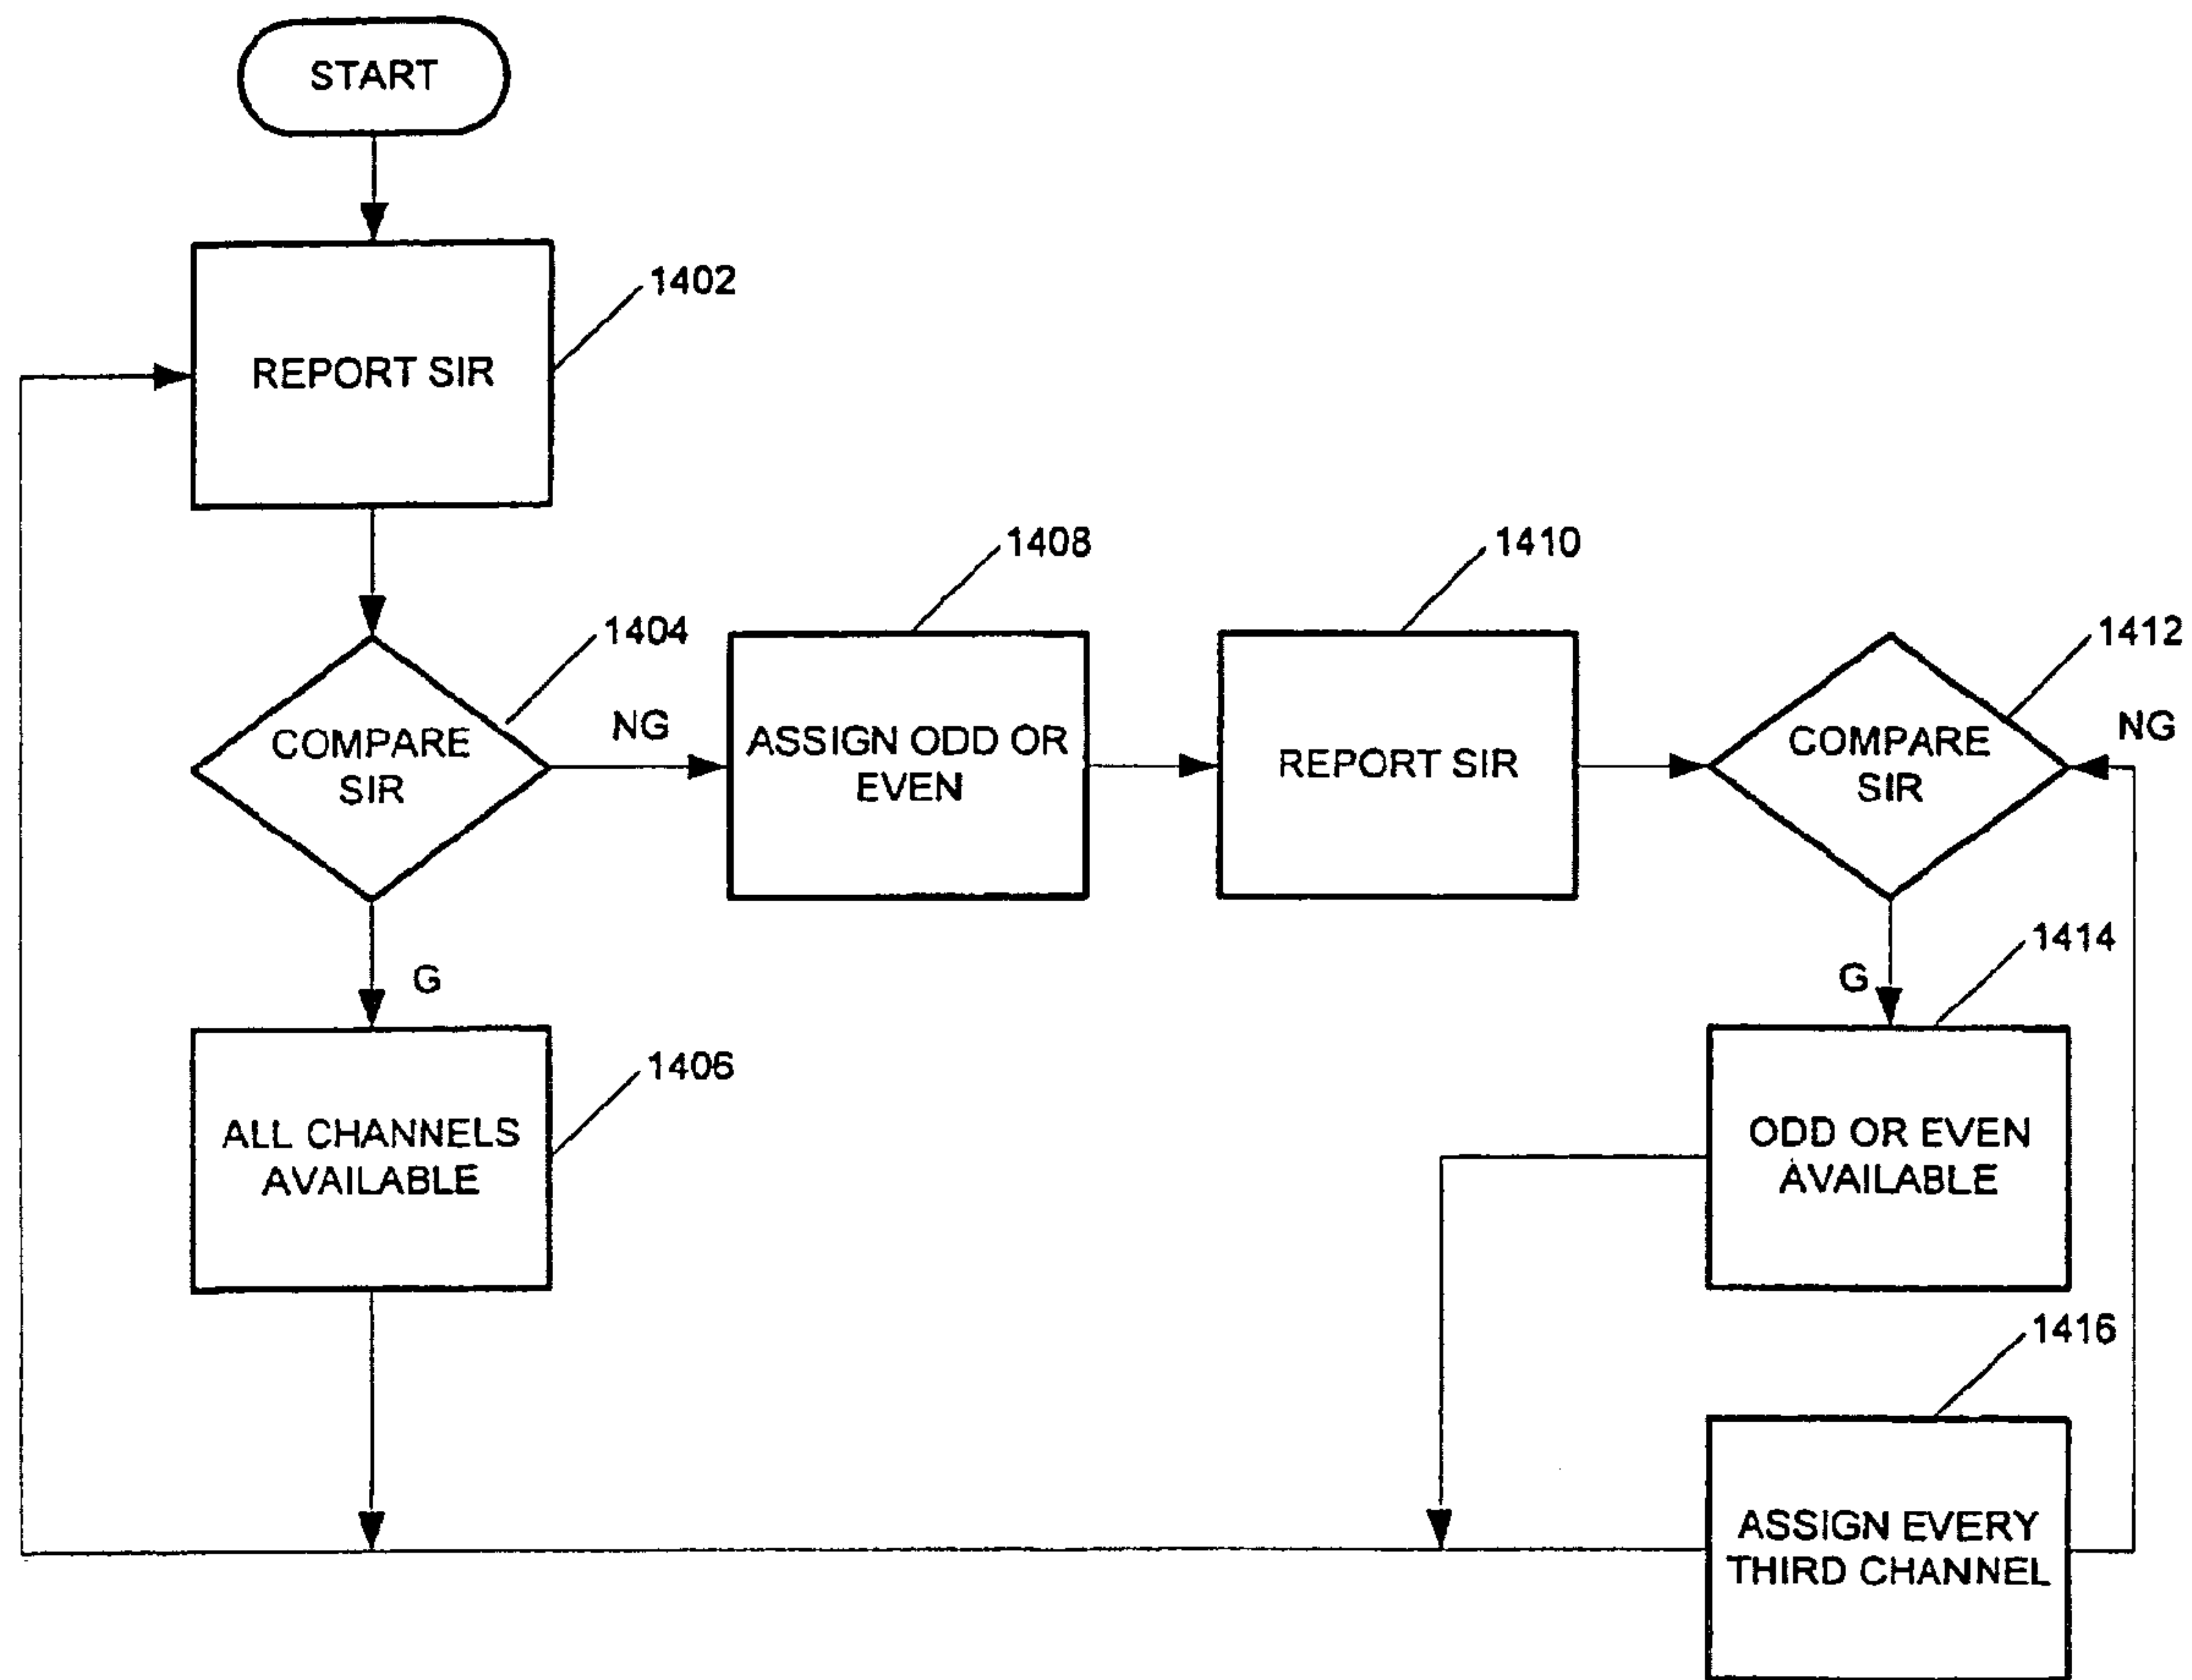 START
1402
REPORT SIR
1404
COMPARE
SIR
NG
1408
ASSIGN ODD OR
EVEN
1410
REPORT SIR
1412
COMPARE
SIR
NG
G
1406
ALL CHANNELS
AVAILABLE
G
1414
ODD OR EVEN
AVAILABLE
1416
ASSIGN EVERY
THIRD CHANNEL